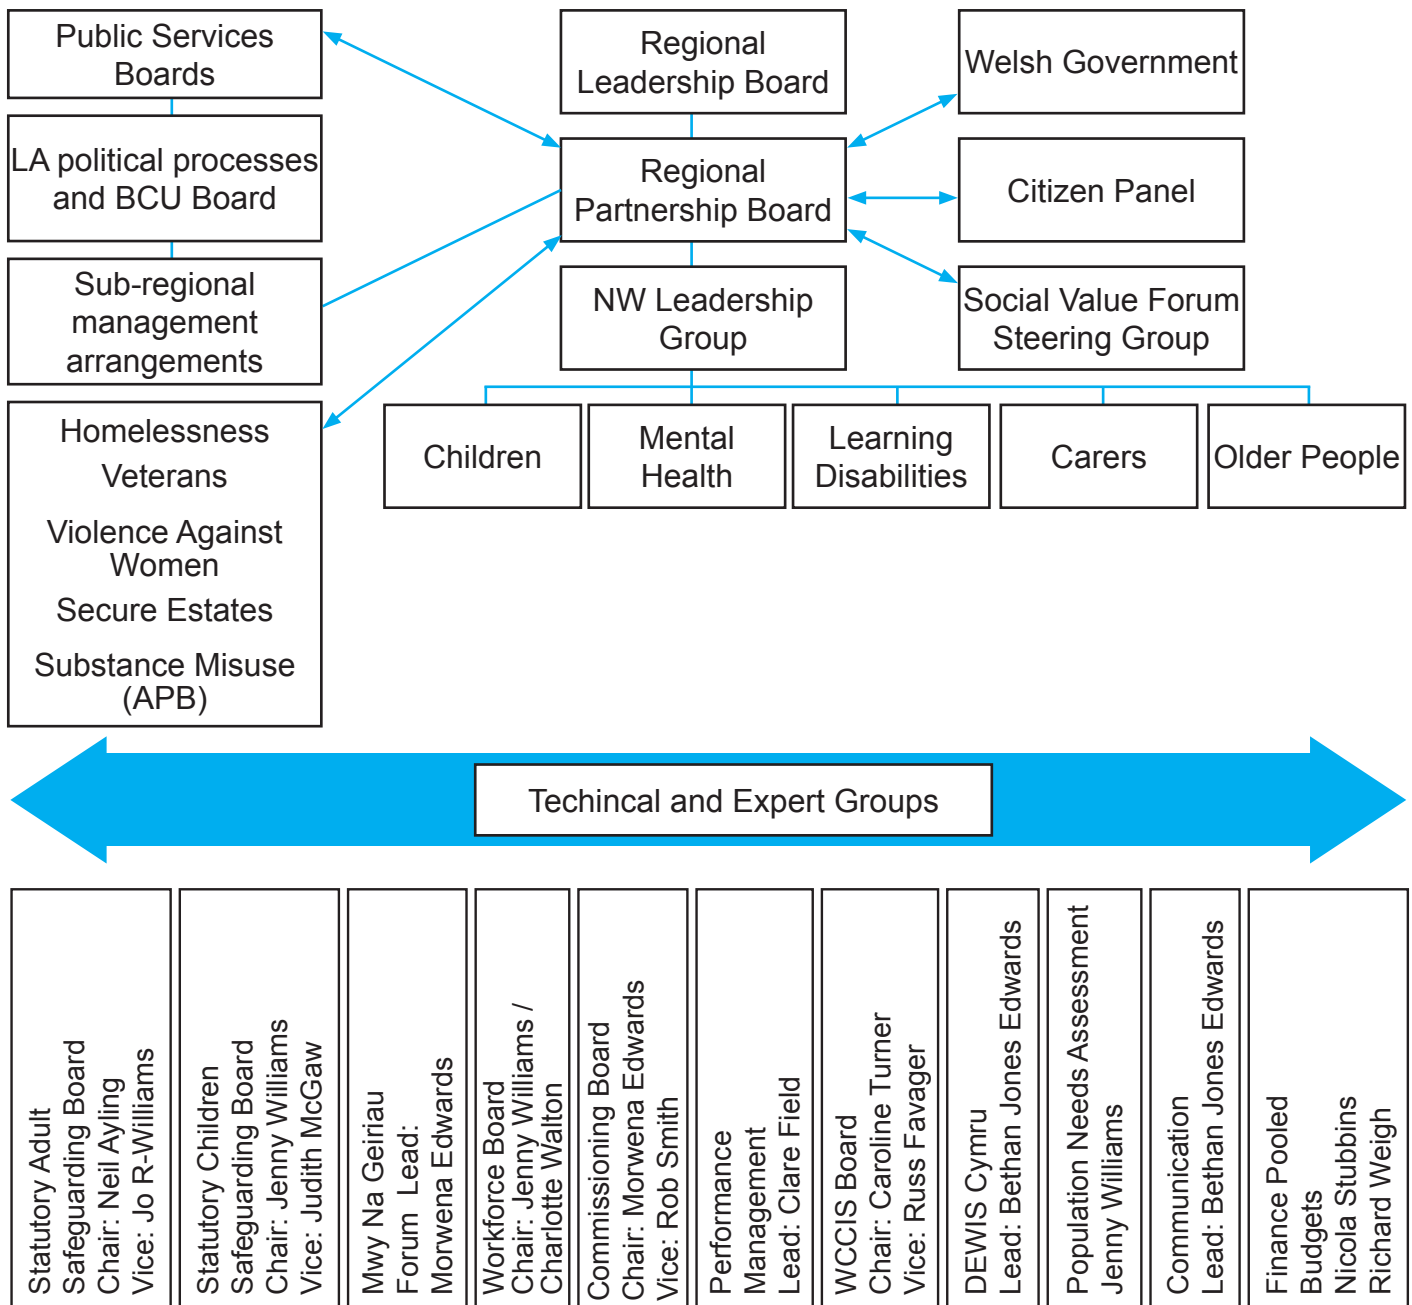 Public Services
Boards
LA political processes
and BCU Board
Sub-regional
management
arrangements
Homelessness
Veterans
Violence Against
Women
Secure Estates
Substance Misuse
(APB)
Regional
Leadership Board
Regional
Partnership Board
NW Leadership
Group
Welsh Government
Citizen Panel
Social Value Forum
Steering Group
Children
Mental
Health
Learning
Disabilities
Carers
Older People
Techincal and Expert Groups
Statutory Adult
Safeguarding Board
Chair: Neil Ayling
Vice: Jo R-Williams
Statutory Children
Safeguarding Board
Chair: Jenny Williams
Vice: Judith McGaw
Mwy Na Geiriau
Forum Lead:
Morwena Edwards
Workforce Board
Chair: Jenny Williams /
Charlotte Walton
Commissioning Board
Chair: Morwena Edwards
Vice: Rob Smith
Performance
Management
Lead: Clare Field
WCCIS Board
Chair: Caroline Turner
Vice: Russ Favager
DEWIS Cymru
Lead: Bethan Jones Edwards
Population Needs Assessment
Jenny Williams
Communication
Lead: Bethan Jones Edwards
Finance Pooled
Budgets
Nicola Stubbins
Richard Weigh